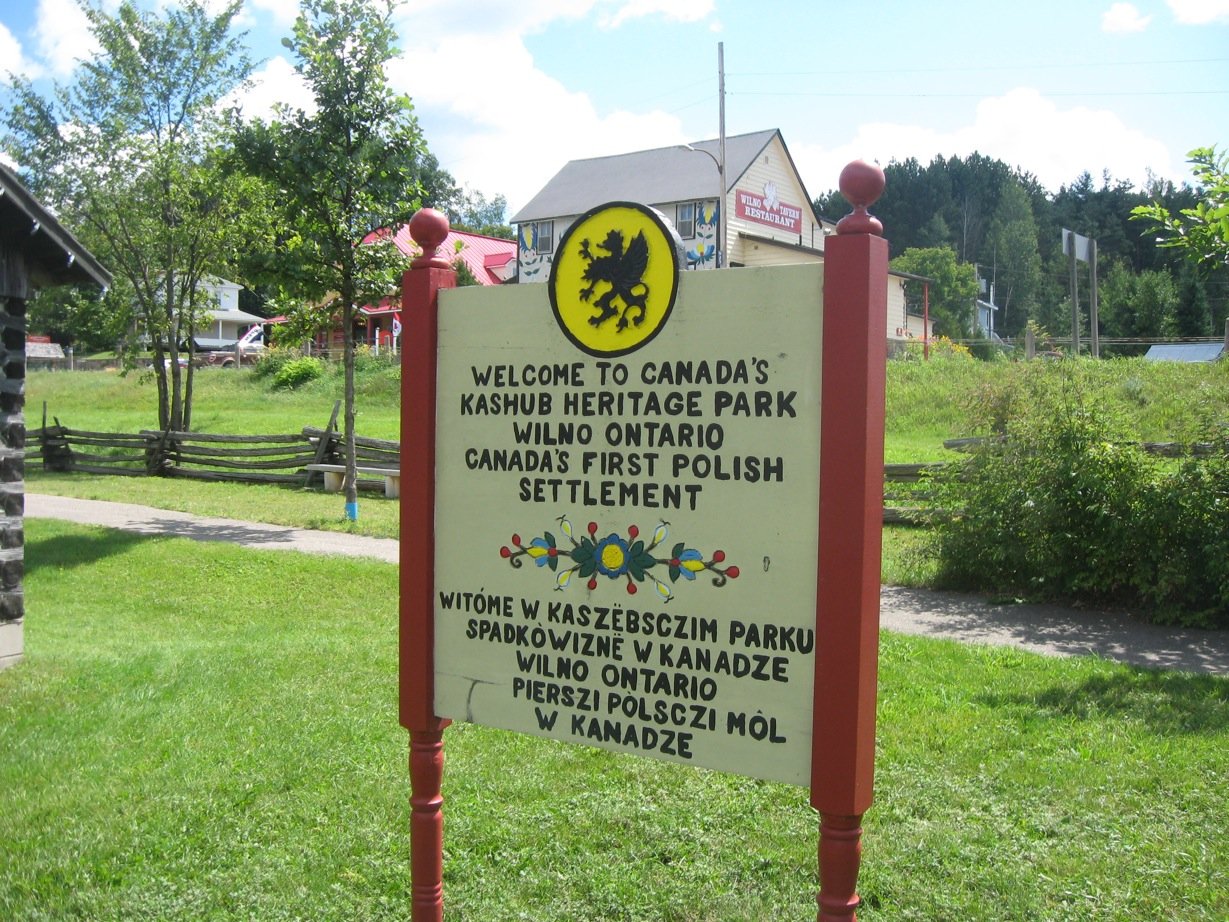 WILNO TAVERN
RESTAURANT
WELCOME TO CANADA'S
KASHUB HERITAGE PARK
WILNO ONTARIO
CANADA'S FIRST POLISH
SETTLEMENT
WITÓME W KASZËBSCZIM PARKU
SPADKÒWIZNË W KANADZE
WILNO ONTARIO
PIERSZI PÒLSCZI MÔL
W KANADZE